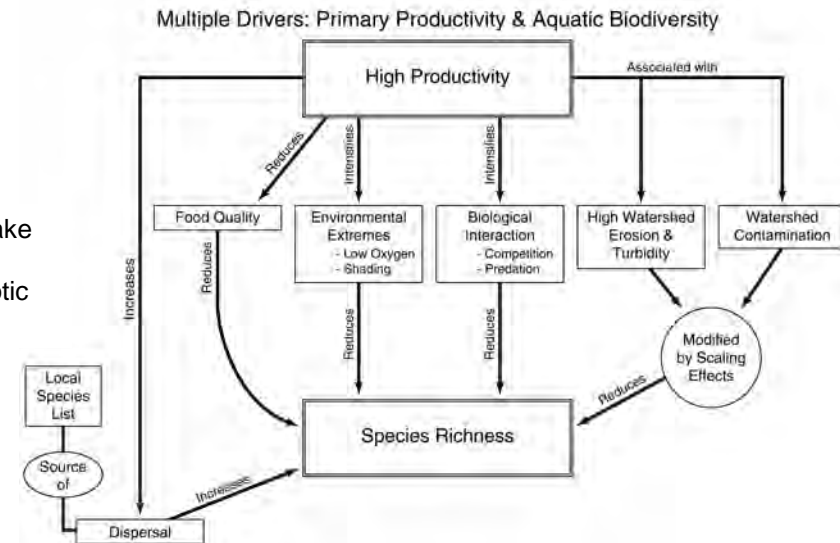 Multiple Drivers: Primary Productivity & Aquatic Biodiversity
High Productivity
Associated with
Reduces
Intensifies
Intensifies
Increases
ake
otic
Food Quality
Environmental
Extremes
- Low Oxygen
- Shading
Biological
Interaction
- Competition
- Predation
High Watershed
Erosion &
Turbidity
Watershed
Contamination
Reduces
Reduces
Reduces
Modified
by Scaling
Effects
Reduces
Local
Species
List
Source
of
Species Richness
Increases
Dispersal